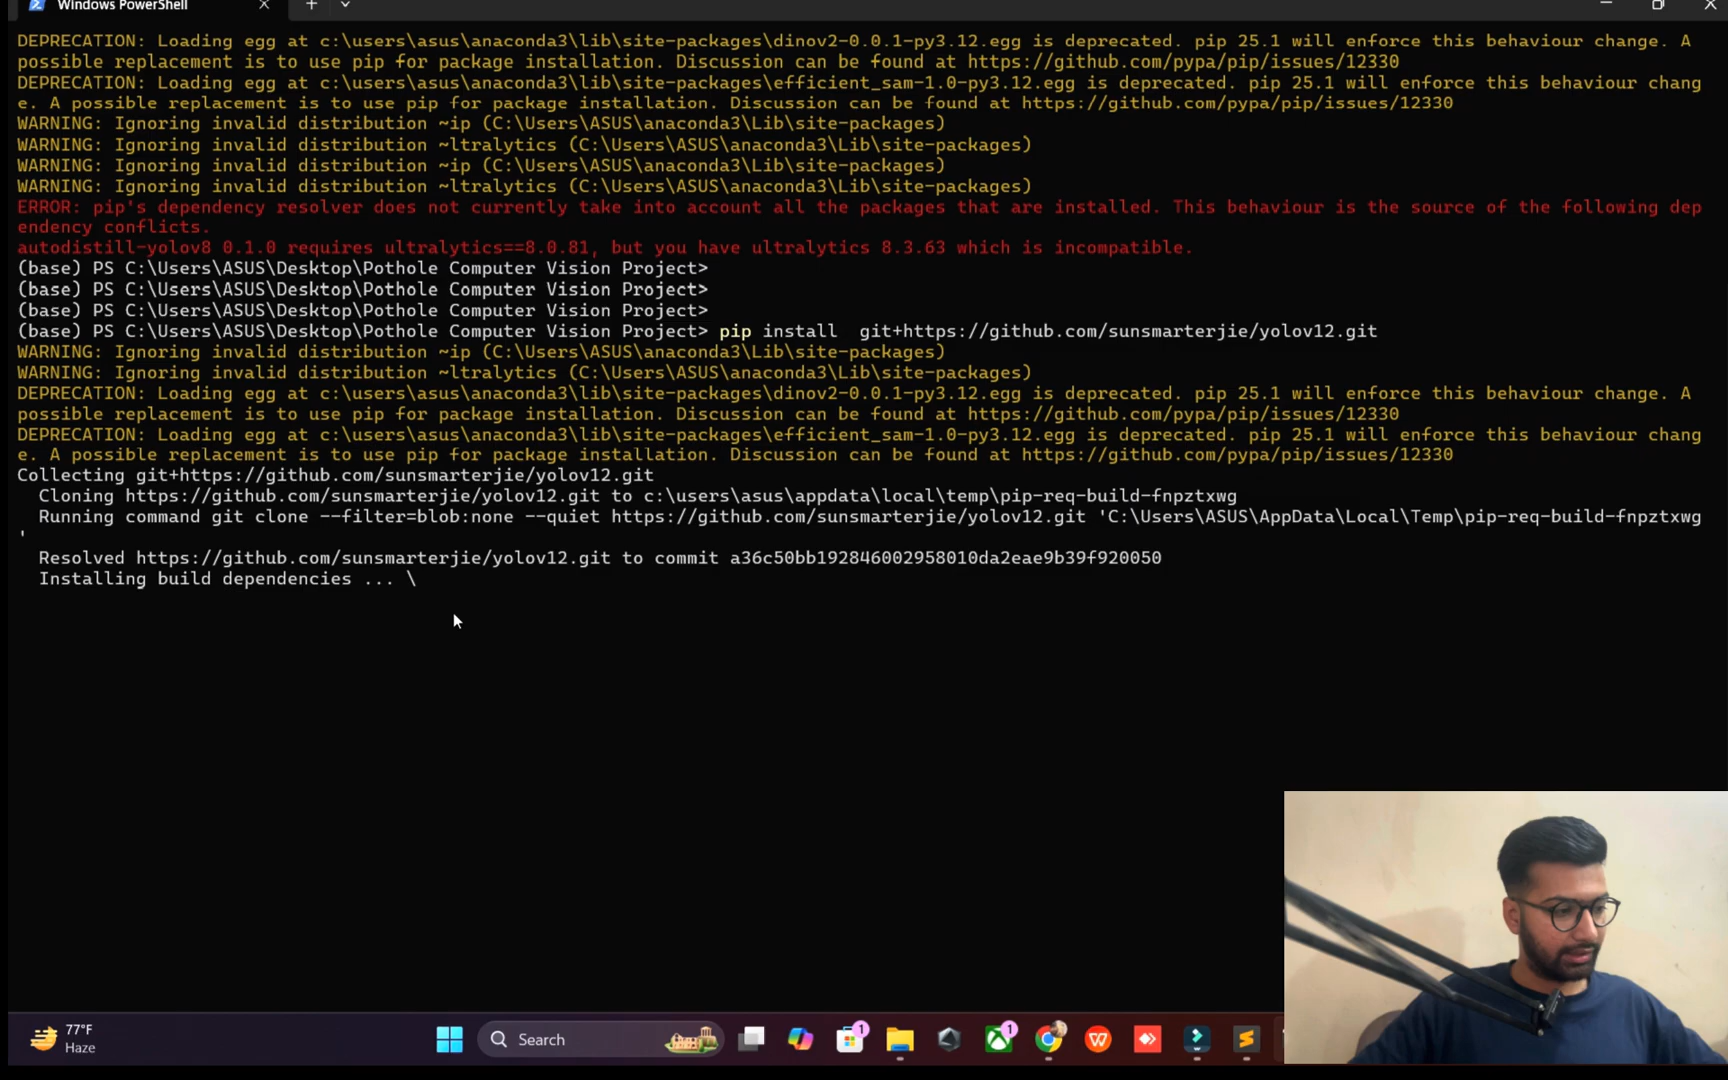 Windows PowerShell
DEPRECATION: Loading egg at c:\users\asus\anaconda3\lib\site-packages\dinov2-0.0.1-py3.12.egg is deprecated. pip 25.1 will enforce this behaviour change. A
possible replacement is to use pip for package installation. Discussion can be found at https://github.com/pypa/pip/issues/12330
DEPRECATION: Loading egg at c:\users\asus\anaconda3\lib\site-packages\efficient_sam-1.0-py3.12.egg is deprecated. pip 25.1 will enforce this behaviour chang
e. A possible replacement is to use pip for package installation. Discussion can be found at https://github.com/pypa/pip/issues/12330
WARNING: Ignoring invalid distribution ~ip (C:\Users\ASUS\anaconda3\Lib\site-packages)
WARNING: Ignoring invalid distribution ~ltralytics (C:\Users\ASUS\anaconda3\Lib\site-packages)
WARNING: Ignoring invalid distribution ~ip (C:\Users\ASUS\anaconda3\Lib\site-packages)
WARNING: Ignoring invalid distribution ~ltralytics (C:\Users\ASUS\anaconda3\Lib\site-packages)
ERROR: pip's dependency resolver does not currently take into account all the packages that are installed. This behaviour is the source of the following dep
endency conflicts.
autodistill-yolov8 0.1.0 requires ultralytics==8.0.81, but you have ultralytics 8.3.63 which is incompatible.
(base) PS C:\Users\ASUS\Desktop\Pothole Computer Vision Project>
(base) PS C:\Users\ASUS\Desktop\Pothole Computer Vision Project>
(base) PS C:\Users\ASUS\Desktop\Pothole Computer Vision Project>
(base) PS C:\Users\ASUS\Desktop\Pothole Computer Vision Project> pip install  git+https://github.com/sunsmarterjie/yolov12.git
WARNING: Ignoring invalid distribution ~ip (C:\Users\ASUS\anaconda3\Lib\site-packages)
WARNING: Ignoring invalid distribution ~ltralytics (C:\Users\ASUS\anaconda3\Lib\site-packages)
DEPRECATION: Loading egg at c:\users\asus\anaconda3\lib\site-packages\dinov2-0.0.1-py3.12.egg is deprecated. pip 25.1 will enforce this behaviour change. A
possible replacement is to use pip for package installation. Discussion can be found at https://github.com/pypa/pip/issues/12330
DEPRECATION: Loading egg at c:\users\asus\anaconda3\lib\site-packages\efficient_sam-1.0-py3.12.egg is deprecated. pip 25.1 will enforce this behaviour chang
e. A possible replacement is to use pip for package installation. Discussion can be found at https://github.com/pypa/pip/issues/12330
Collecting git+https://github.com/sunsmarterjie/yolov12.git
  Cloning https://github.com/sunsmarterjie/yolov12.git to c:\users\asus\appdata\local\temp\pip-req-build-fnpztxwg
  Running command git clone --filter=blob:none --quiet https://github.com/sunsmarterjie/yolov12.git 'C:\Users\ASUS\AppData\Local\Temp\pip-req-build-fnpztxwg
'
  Resolved https://github.com/sunsmarterjie/yolov12.git to commit a36c50bb192846002958010da2eae9b39f920050
  Installing build dependencies ... \
77°F
Haze
Search
1
1